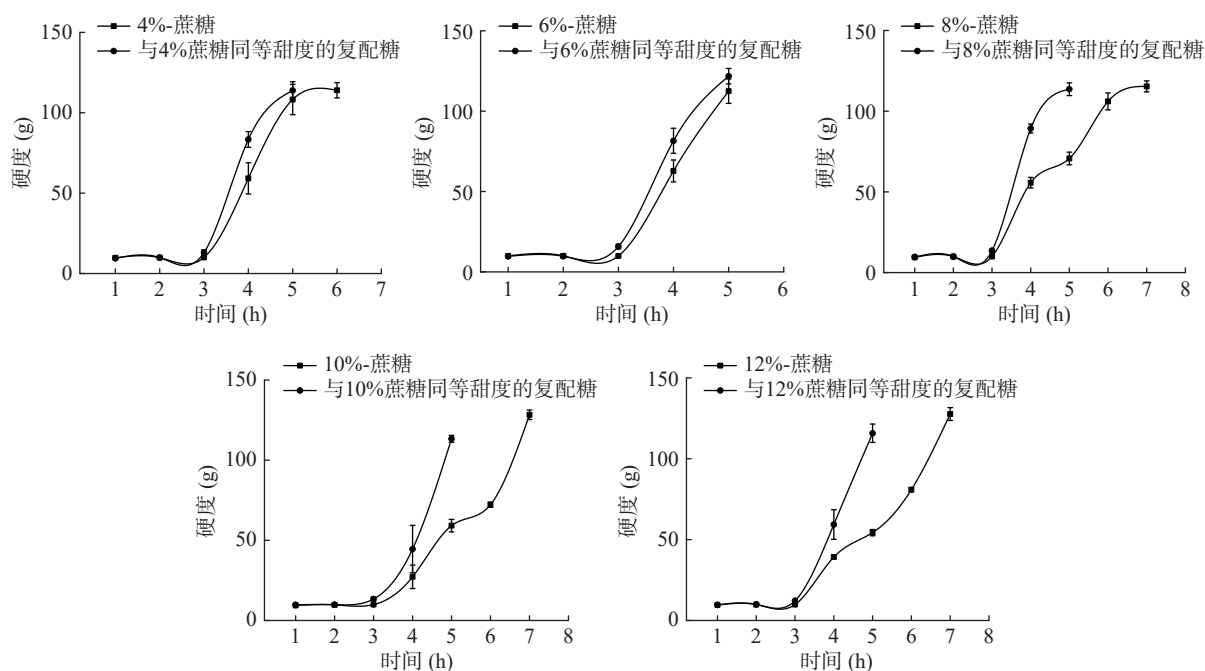 4%-蔗糖
与4%蔗糖同等甜度的复配糖
150
100
50
0
硬度 (g)
1 2 3 4 5 6 7
时间 (h)
6%-蔗糖
与6%蔗糖同等甜度的复配糖
150
100
50
0
硬度 (g)
1 2 3 4 5 6
时间 (h)
8%-蔗糖
与8%蔗糖同等甜度的复配糖
150
100
50
0
硬度 (g)
1 2 3 4 5 6 7 8
时间 (h)
10%-蔗糖
与10%蔗糖同等甜度的复配糖
150
100
50
0
硬度 (g)
1 2 3 4 5 6 7 8
时间 (h)
12%-蔗糖
与12%蔗糖同等甜度的复配糖
150
100
50
0
硬度 (g)
1 2 3 4 5 6 7 8
时间 (h)